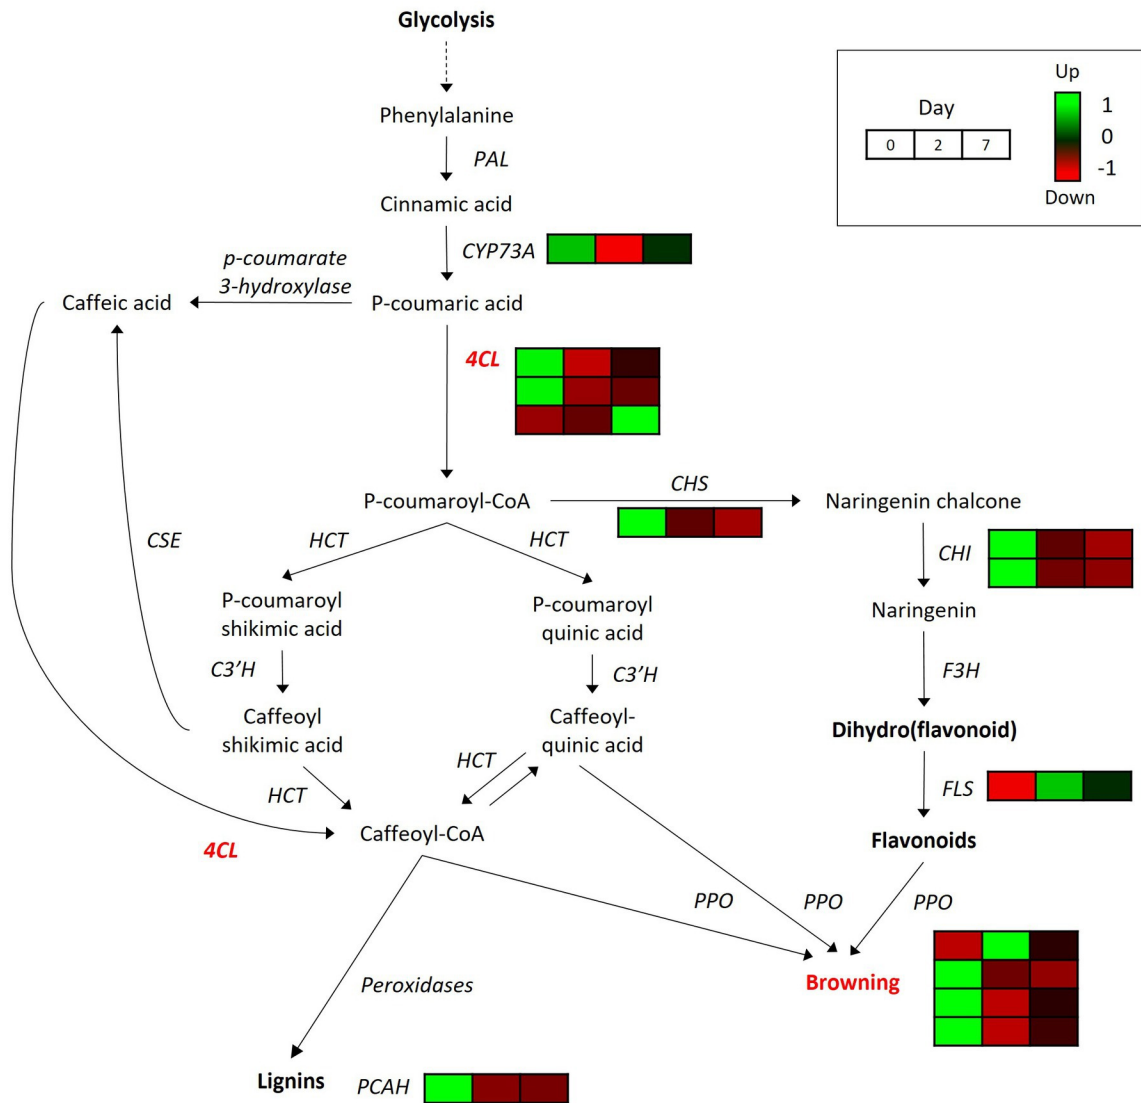 Glycolysis
Up
Day
1
0
-1
0 2 7
Down
Phenylalanine
PAL
Cinnamic acid
CYP73A
p-coumarate
3-hydroxylase
Caffeic acid
P-coumaric acid
4CL
P-coumaroyl-CoA
CHS
Naringenin chalcone
CSE
HCT
HCT
CHI
P-coumaroyl
shikimic acid
P-coumaroyl
quinic acid
Naringenin
C3’H
C3’H
F3H
Caffeoyl
shikimic acid
Caffeoyl-
quinic acid
Dihydro(flavonoid)
HCT
HCT
FLS
4CL
Caffeoyl-CoA
Flavonoids
PPO
PPO
PPO
Browning
Peroxidases
Lignins
PCAH